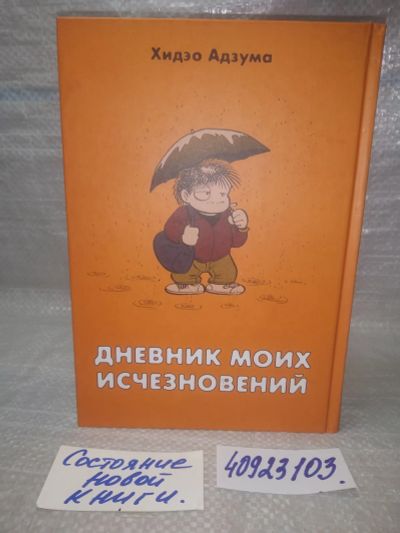 Хидэо Адзума
ДНЕВНИК МОИХ
ИСЧЕЗНОВЕНИЙ
Состояние
новой
книги.
40923103.